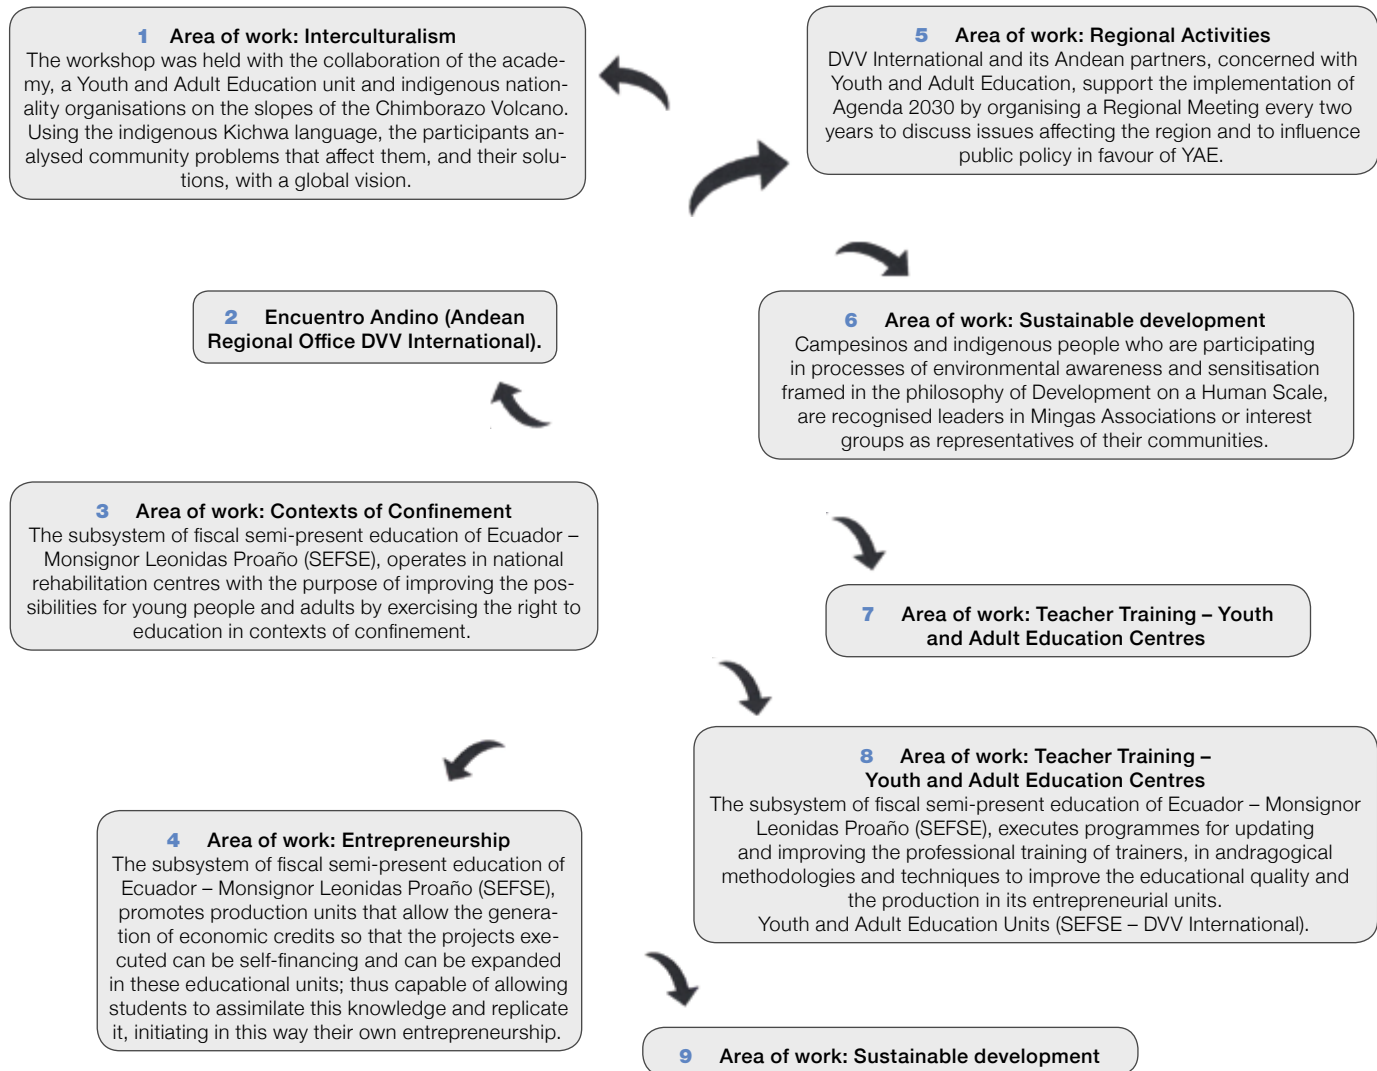 1 Area of work: Interculturalism
The workshop was held with the collaboration of the acade-
my, a Youth and Adult Education unit and indigenous nation-
ality organisations on the slopes of the Chimborazo Volcano.
Using the indigenous Kichwa language, the participants an-
alysed community problems that affect them, and their solu-
tions, with a global vision.
2 Encuentro Andino (Andean
Regional Office DVV International).
3 Area of work: Contexts of Confinement
The subsystem of fiscal semi-present education of Ecuador –
Monsignor Leonidas Proaño (SEFSE), operates in national
rehabilitation centres with the purpose of improving the pos-
sibilities for young people and adults by exercising the right to
education in contexts of confinement.
4 Area of work: Entrepreneurship
The subsystem of fiscal semi-present education of
Ecuador – Monsignor Leonidas Proaño (SEFSE),
promotes production units that allow the genera-
tion of economic credits so that the projects exe-
cuted can be self-financing and can be expanded
in these educational units; thus capable of allowing
students to assimilate this knowledge and replicate
it, initiating in this way their own entrepreneurship.
5 Area of work: Regional Activities
DVV International and its Andean partners, concerned with
Youth and Adult Education, support the implementation of
Agenda 2030 by organising a Regional Meeting every two
years to discuss issues affecting the region and to influence
public policy in favour of YAE.
6 Area of work: Sustainable development
Campesinos and indigenous people who are participating
in processes of environmental awareness and sensitisation
framed in the philosophy of Development on a Human Scale,
are recognised leaders in Mingas Associations or interest
groups as representatives of their communities.
7 Area of work: Teacher Training – Youth
and Adult Education Centres
8 Area of work: Teacher Training –
Youth and Adult Education Centres
The subsystem of fiscal semi-present education of Ecuador – Monsignor
Leonidas Proaño (SEFSE), executes programmes for updating
and improving the professional training of trainers, in andragogical
methodologies and techniques to improve the educational quality and
the production in its entrepreneurial units.
Youth and Adult Education Units (SEFSE – DVV International).
9 Area of work: Sustainable development